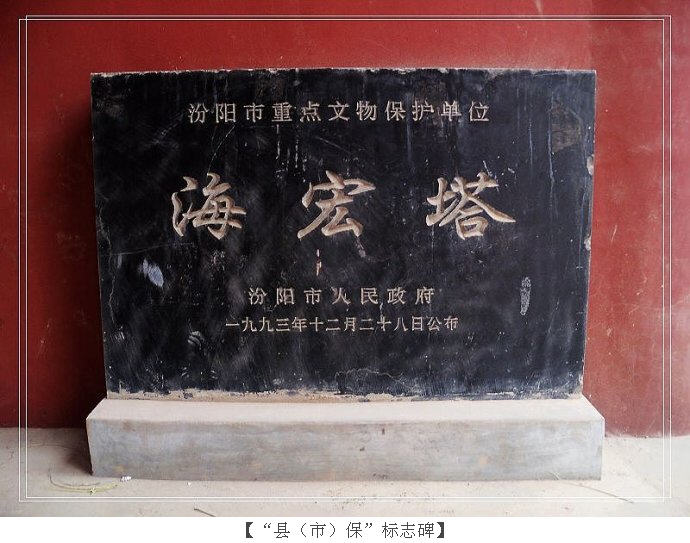 汾阳市重点文物保护单位
海宏塔
汾阳市人民政府
一九九三年十二月二十八日公布
【“县（市）保”标志碑】